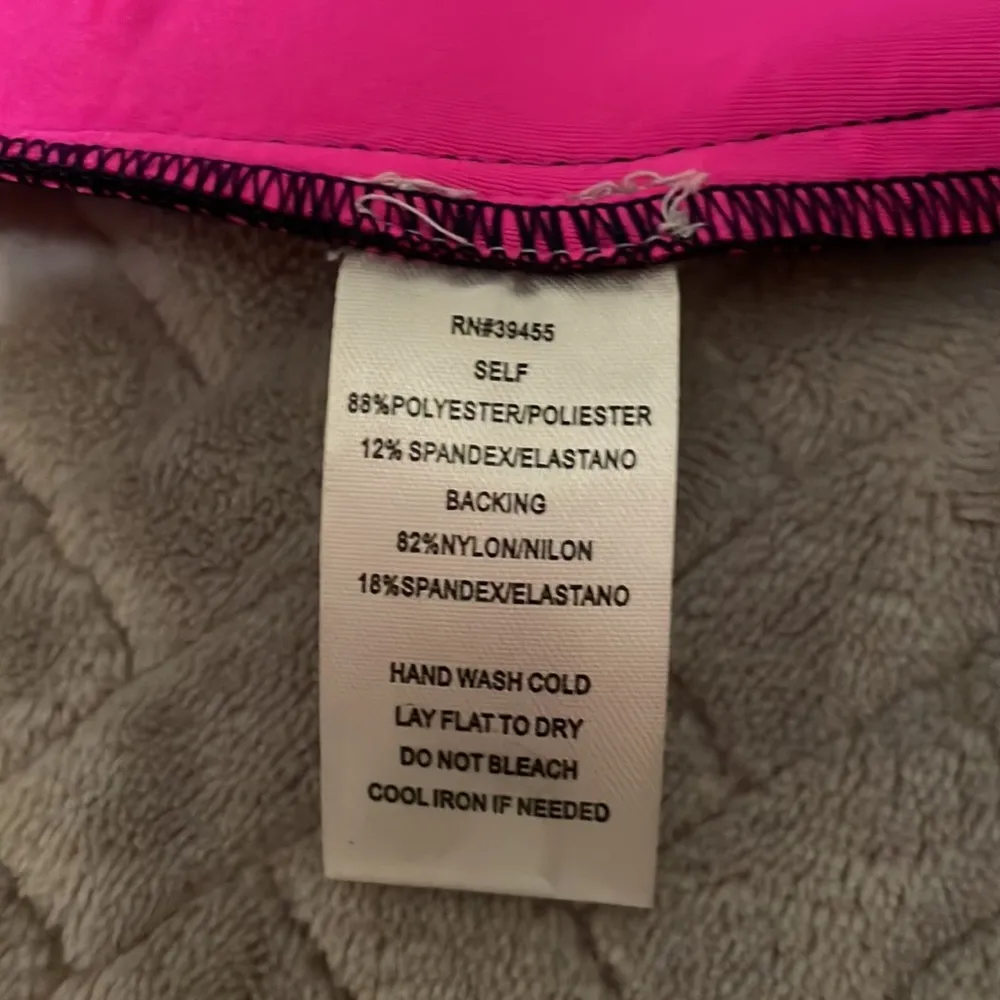 RN#39455
SELF
88%POLYESTER/POLIESTER
12% SPANDEX/ELASTANO
BACKING
82%NYLON/NILON
18%SPANDEX/ELASTANO
HAND WASH COLD
LAY FLAT TO DRY
DO NOT BLEACH
COOL IRON IF NEEDED